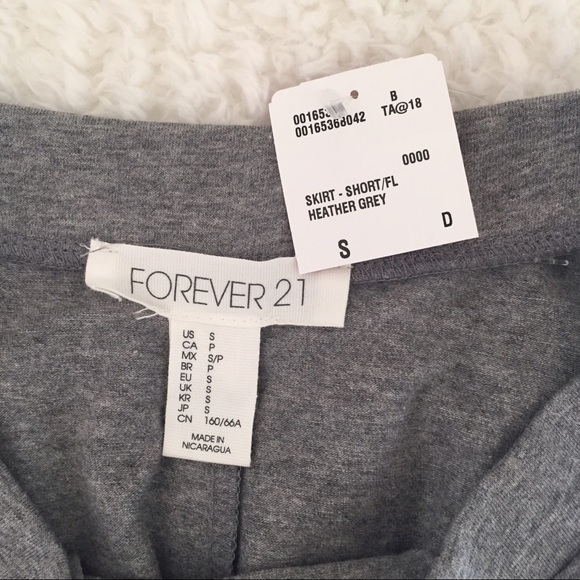 B
00165368042 TA@18
0000
SKIRT - SHORT/FL
HEATHER GREY
S D
FOREVER 21
US S
CA P
MX S/P
BR P
EU S
UK S
KR S
JP S
CN 160/66A
MADE IN
NICARAGUA